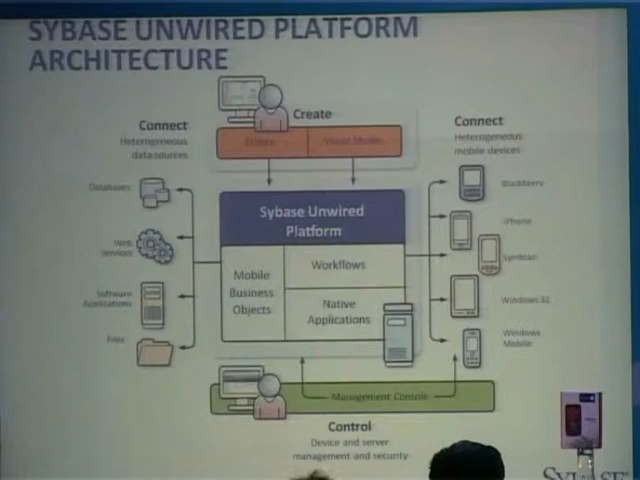 SYBASE UNWIRED PLATFORM
ARCHITECTURE
Create
Connect
Heterogeneous
data sources
Connect
Heterogeneous
mobile devices
Visual Studio
Databases
Web
Services
Software
Applications
Files
Sybase Unwired
Platform
Mobile
Business
Objects
Workflows
Native
Applications
BlackBerry
iPhone
Symbian
Windows 32
Windows
Mobile
Management Console
Control
Device and server
management and security
SYBASE